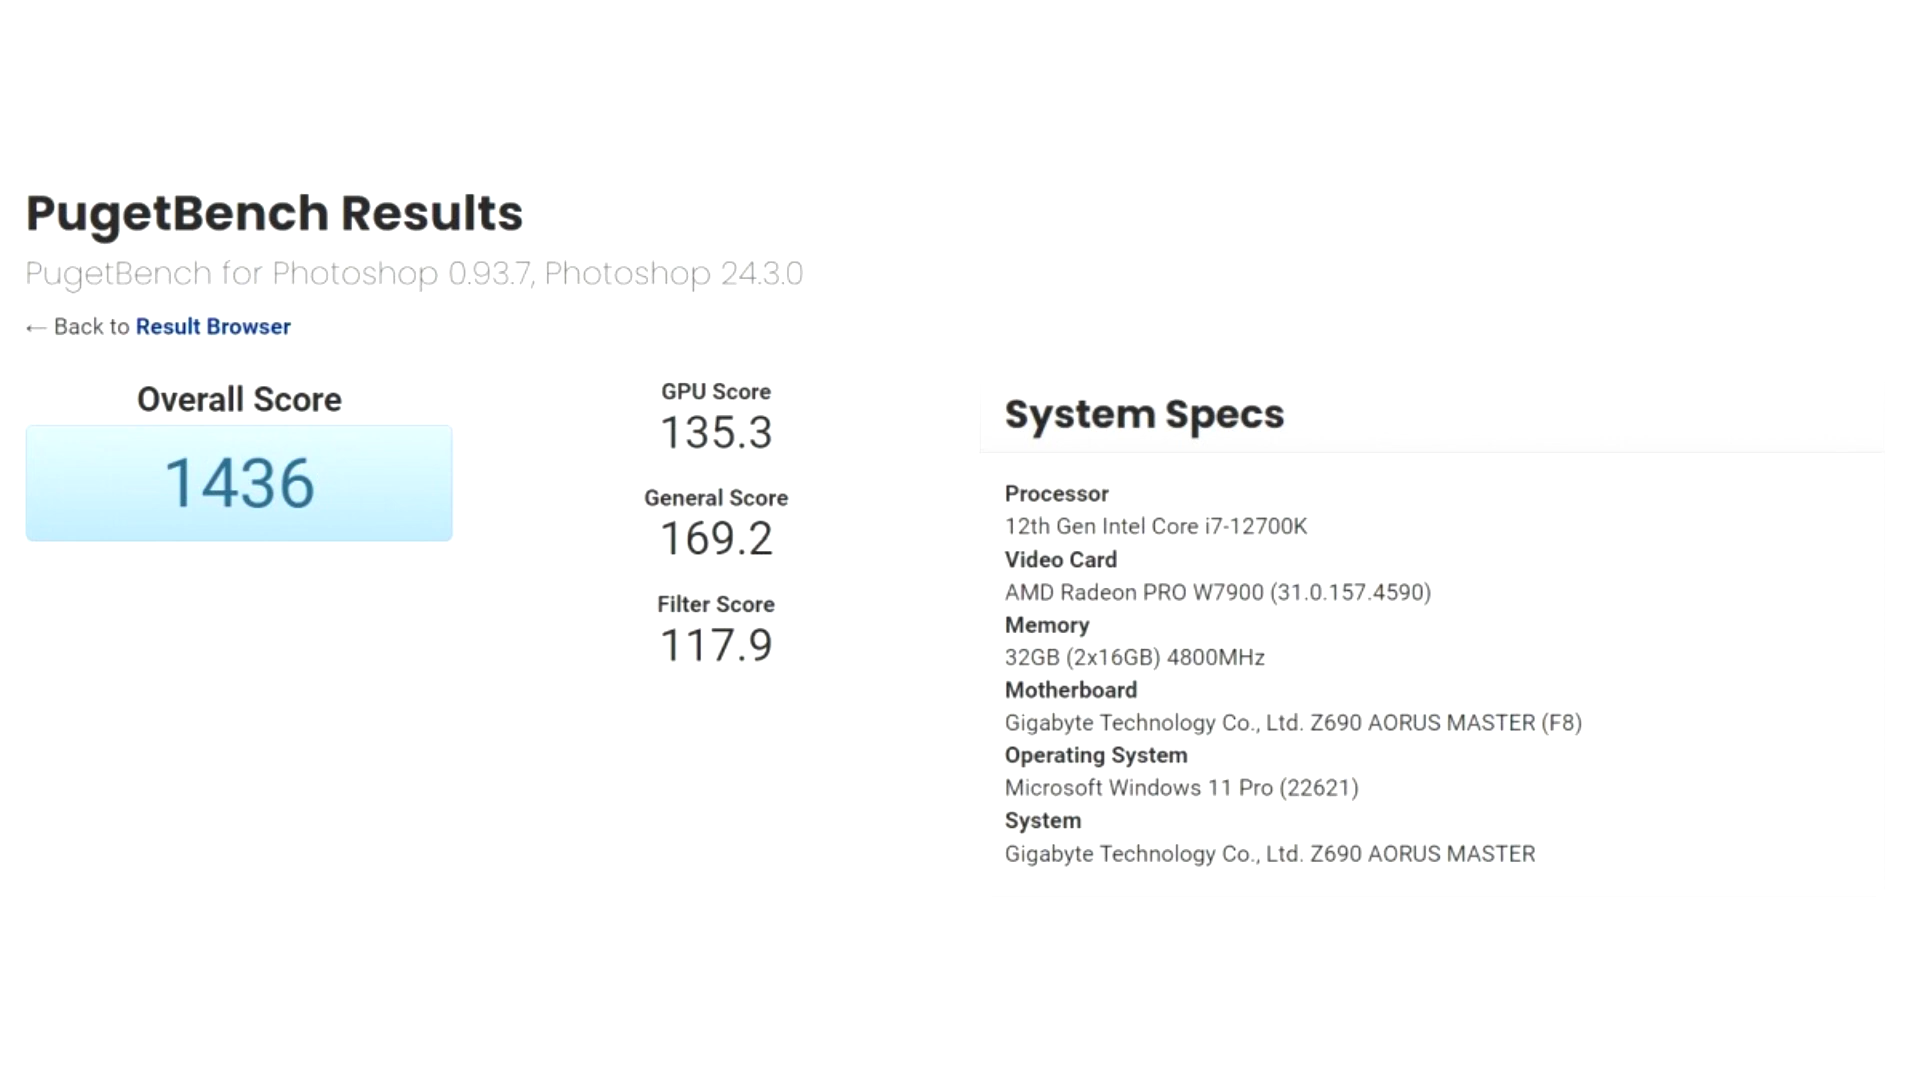 PugetBench Results
PugetBench for Photoshop 0.93.7, Photoshop 24.3.0
← Back to Result Browser
Overall Score
1436
GPU Score
135.3
General Score
169.2
Filter Score
117.9
System Specs
Processor
12th Gen Intel Core i7-12700K
Video Card
AMD Radeon PRO W7900 (31.0.157.4590)
Memory
32GB (2x16GB) 4800MHz
Motherboard
Gigabyte Technology Co., Ltd. Z690 AORUS MASTER (F8)
Operating System
Microsoft Windows 11 Pro (22621)
System
Gigabyte Technology Co., Ltd. Z690 AORUS MASTER